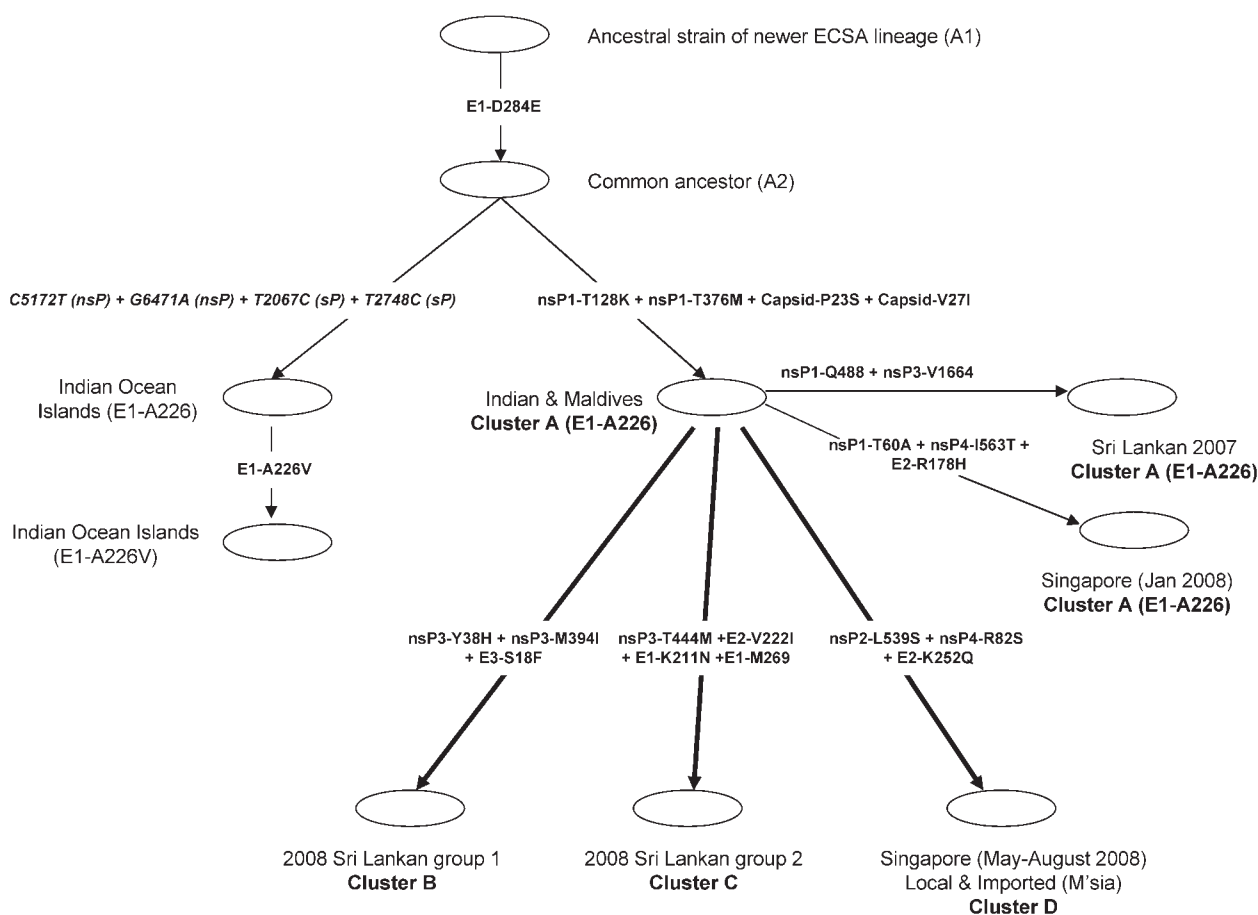 Ancestral strain of newer ECSA lineage (A1)
E1-D284E
Common ancestor (A2)
C5172T (nsP) + G6471A (nsP) + T2067C (sP) + T2748C (sP)
nsP1-T128K + nsP1-T376M + Capsid-P23S + Capsid-V27I
Indian Ocean
Islands (E1-A226)
Indian & Maldives
Cluster A (E1-A226)
nsP1-Q488 + nsP3-V1664
Sri Lankan 2007
Cluster A (E1-A226)
nsP1-T60A + nsP4-I563T +
E2-R178H
E1-A226V
Indian Ocean Islands
(E1-A226V)
Singapore (Jan 2008)
Cluster A (E1-A226)
nsP3-Y38H + nsP3-M394I
+ E3-S18F
nsP3-T444M +E2-V222I
+ E1-K211N +E1-M269
nsP2-L539S + nsP4-R82S
+ E2-K252Q
2008 Sri Lankan group 1
Cluster B
2008 Sri Lankan group 2
Cluster C
Singapore (May-August 2008)
Local & Imported (M'sia)
Cluster D